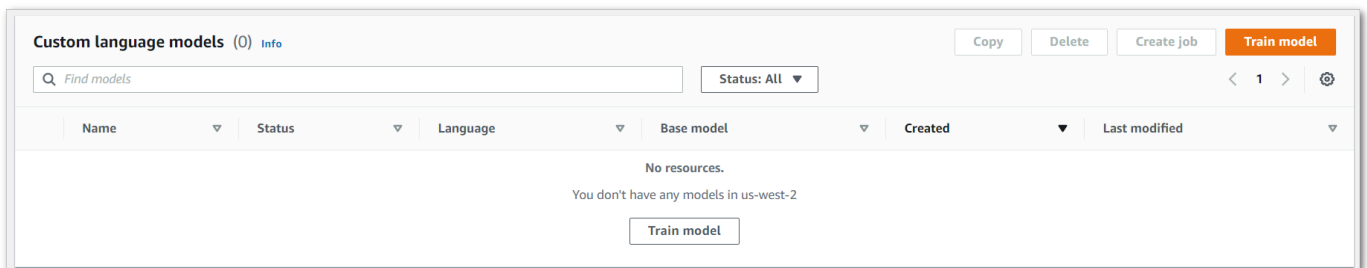 Custom language models (0) Info Copy Delete Create job Train model
Find models Status: All 1
Name Status Language Base model Created Last modified
No resources.
You don't have any models in us-west-2
Train model